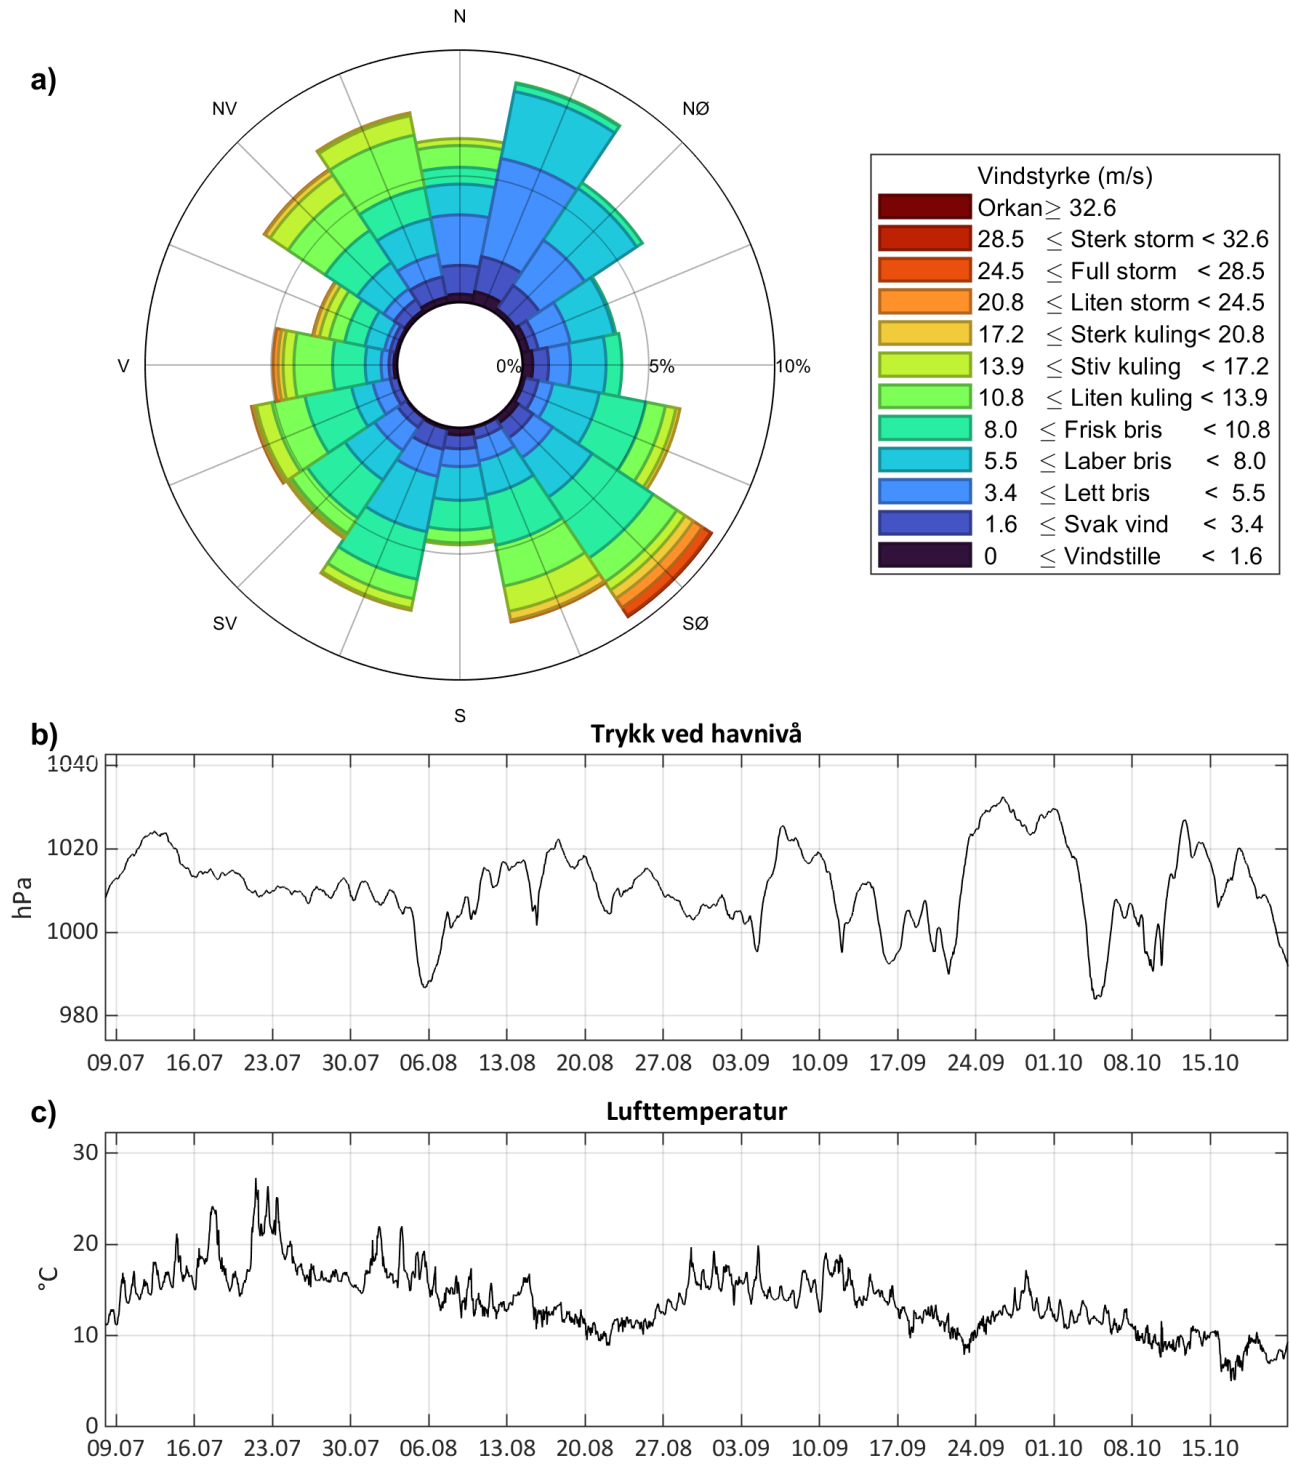 N
a)
NV
NØ
V
0%
5%
10%
SV
SØ
S
Vindstyrke (m/s)
Orkan ≥ 32.6
28.5 ≤ Sterk storm < 32.6
24.5 ≤ Full storm < 28.5
20.8 ≤ Liten storm < 24.5
17.2 ≤ Sterk kuling < 20.8
13.9 ≤ Stiv kuling < 17.2
10.8 ≤ Liten kuling < 13.9
8.0 ≤ Frisk bris < 10.8
5.5 ≤ Laber bris < 8.0
3.4 ≤ Lett bris < 5.5
1.6 ≤ Svak vind < 3.4
0 ≤ Vindstille < 1.6
b)
Trykk ved havnivå
1040
1020
1000
980
hPa
09.07 16.07 23.07 30.07 06.08 13.08 20.08 27.08 03.09 10.09 17.09 24.09 01.10 08.10 15.10
c)
Lufttemperatur
30
20
10
0
°C
09.07 16.07 23.07 30.07 06.08 13.08 20.08 27.08 03.09 10.09 17.09 24.09 01.10 08.10 15.10